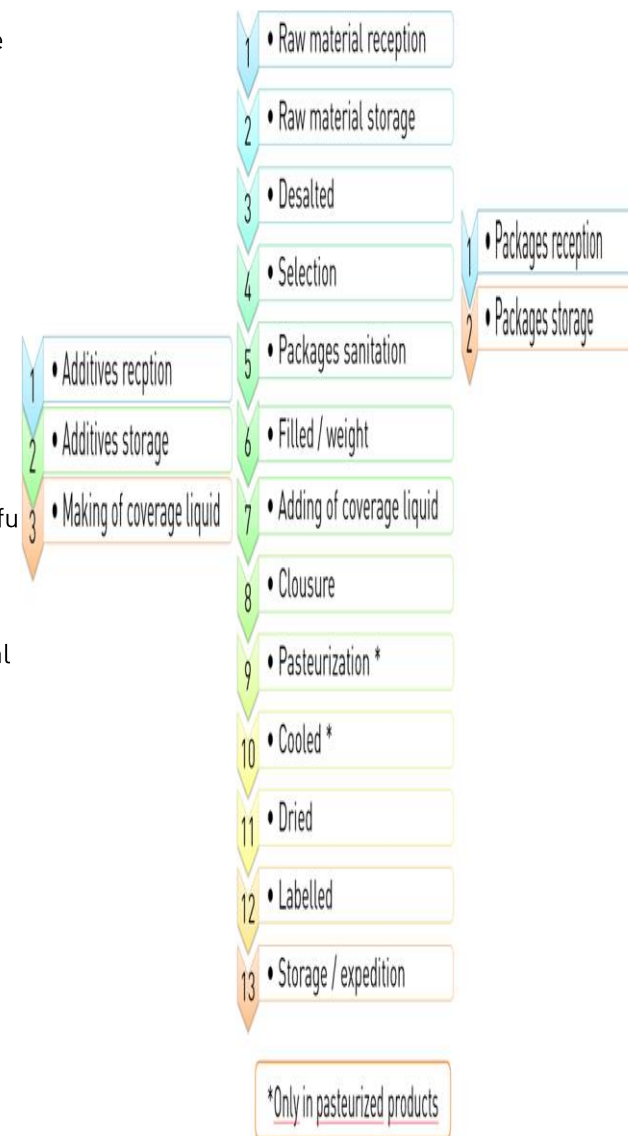 e
1 • Raw material reception
2 • Raw material storage
3 • Desalted
4 • Selection
5 • Packages sanitation
6 • Filled / weight
7 • Adding of coverage liquid
8 • Clousure
9 • Pasteurization *
10 • Cooled *
11 • Dried
12 • Labelled
13 • Storage / expedition
*Only in pasteurized products
1 • Additives recption
2 • Additives storage
3 • Making of coverage liquid
fu
al
1 • Packages reception
2 • Packages storage